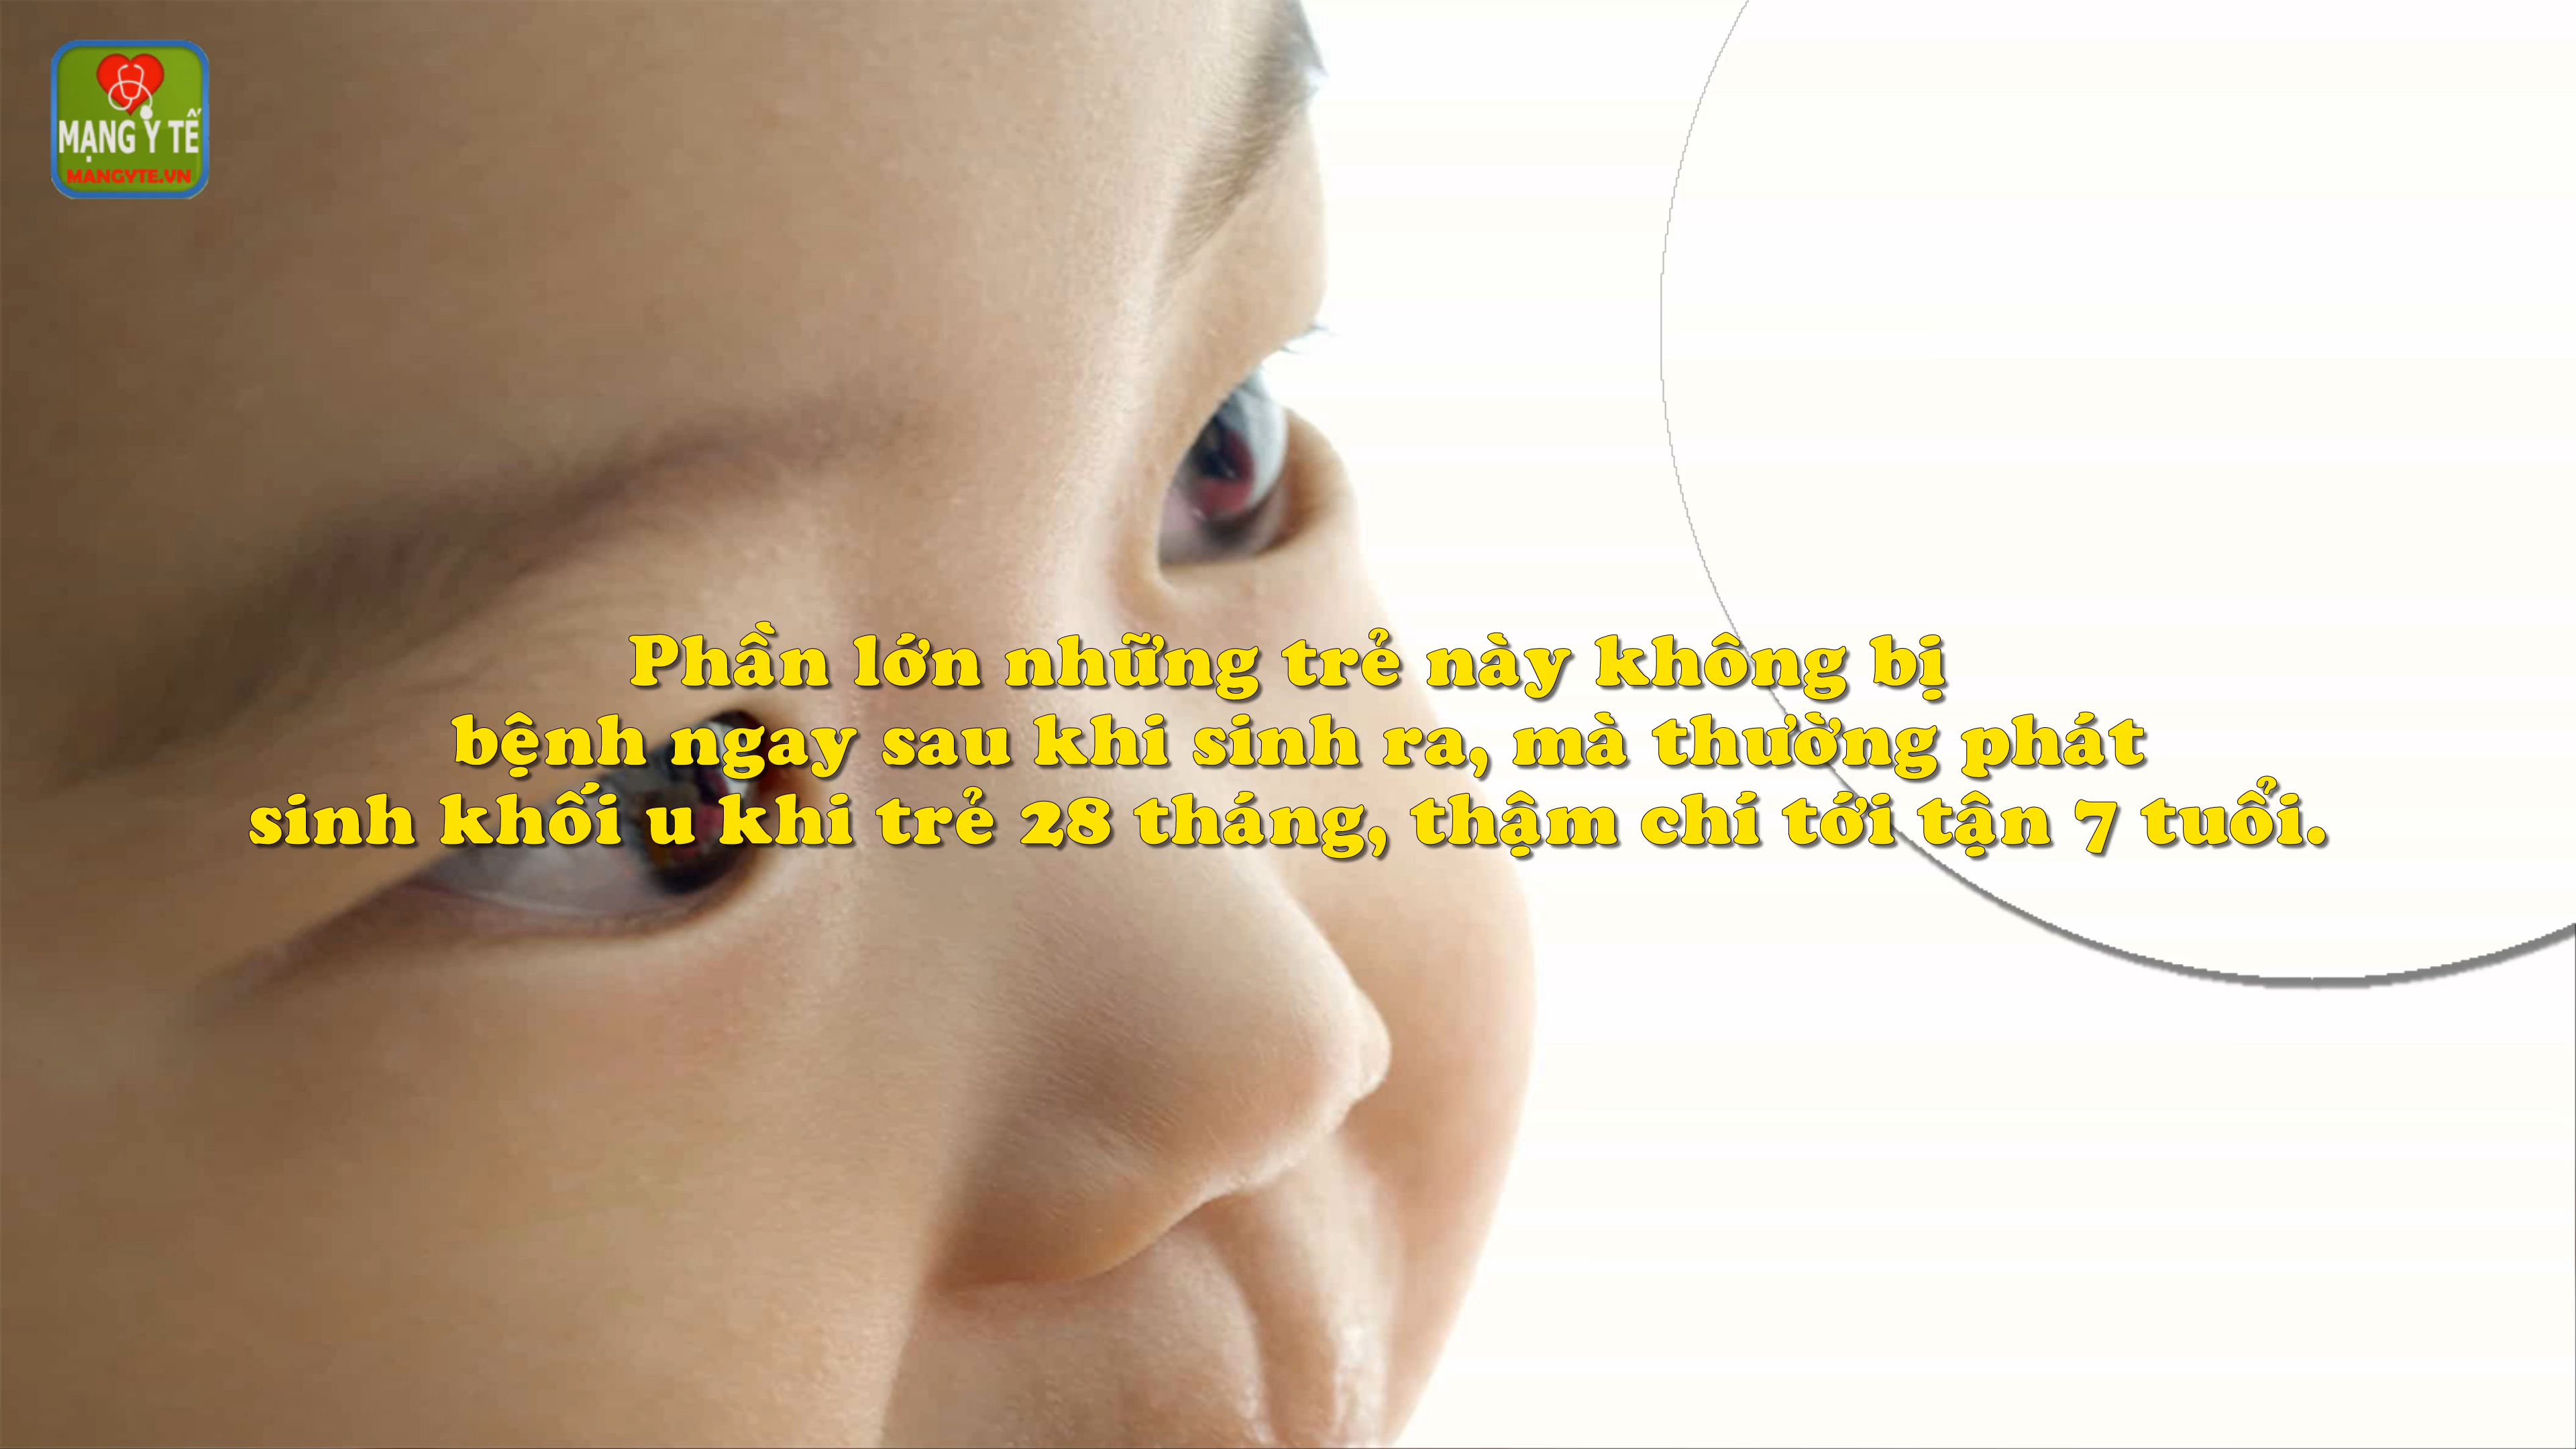 MẠNG Y TẾ
MANGYTE.VN
Phần lớn những trẻ này không bị
bệnh ngay sau khi sinh ra, mà thường phát
sinh khối u khi trẻ 28 tháng, thậm chí tới tận 7 tuổi.